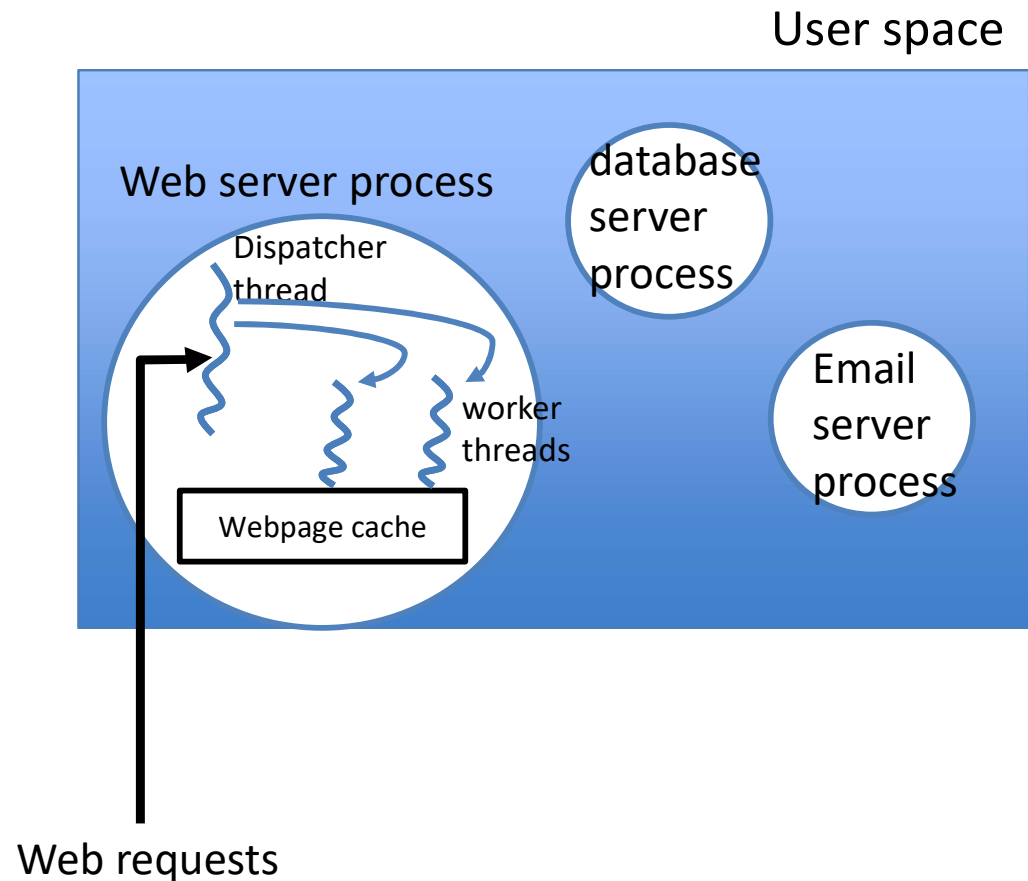 User space
Web server process
database
server
process
Dispatcher
thread
worker
threads
Email
server
process
Webpage cache
Web requests